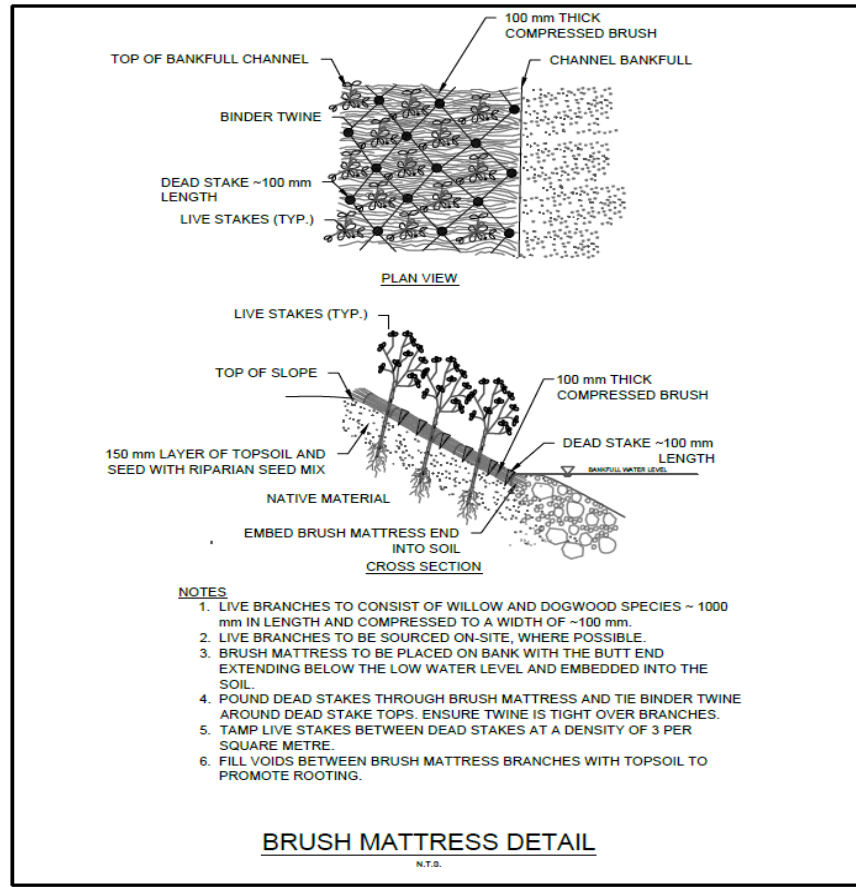 100 mm THICK
COMPRESSED BRUSH
TOP OF BANKFULL CHANNEL
CHANNEL BANKFULL
BINDER TWINE
DEAD STAKE ~100 mm
LENGTH
LIVE STAKES (TYP.)
PLAN VIEW
LIVE STAKES (TYP.)
TOP OF SLOPE
100 mm THICK
COMPRESSED BRUSH
150 mm LAYER OF TOPSOIL AND
SEED WITH RIPARIAN SEED MIX
DEAD STAKE ~100 mm
LENGTH
BANKFULL WATER LEVEL
NATIVE MATERIAL
EMBED BRUSH MATTRESS END
INTO SOIL
CROSS SECTION
NOTES
1. LIVE BRANCHES TO CONSIST OF WILLOW AND DOGWOOD SPECIES ~ 1000
mm IN LENGTH AND COMPRESSED TO A WIDTH OF ~100 mm.
2. LIVE BRANCHES TO BE SOURCED ON-SITE, WHERE POSSIBLE.
3. BRUSH MATTRESS TO BE PLACED ON BANK WITH THE BUTT END
EXTENDING BELOW THE LOW WATER LEVEL AND EMBEDDED INTO THE
SOIL.
4. POUND DEAD STAKES THROUGH BRUSH MATTRESS AND TIE BINDER TWINE
AROUND DEAD STAKE TOPS. ENSURE TWINE IS TIGHT OVER BRANCHES.
5. TAMP LIVE STAKES BETWEEN DEAD STAKES AT A DENSITY OF 3 PER
SQUARE METRE.
6. FILL VOIDS BETWEEN BRUSH MATTRESS BRANCHES WITH TOPSOIL TO
PROMOTE ROOTING.
BRUSH MATTRESS DETAIL
N.T.S.